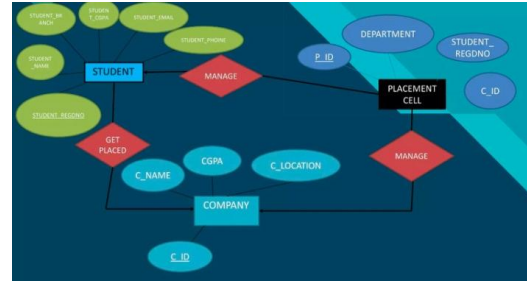 STUDENT_BR
ANCH
STUDEN
T_CGPA
STUDENT_EMAIL
STUDENT_PHONE
STUDENT
_NAME
STUDENT
STUDENT_REGDNO
MANAGE
DEPARTMENT
P_ID
STUDENT_
REGDNO
C_ID
PLACEMENT
CELL
GET
PLACED
MANAGE
C_NAME
CGPA
C_LOCATION
COMPANY
C_ID